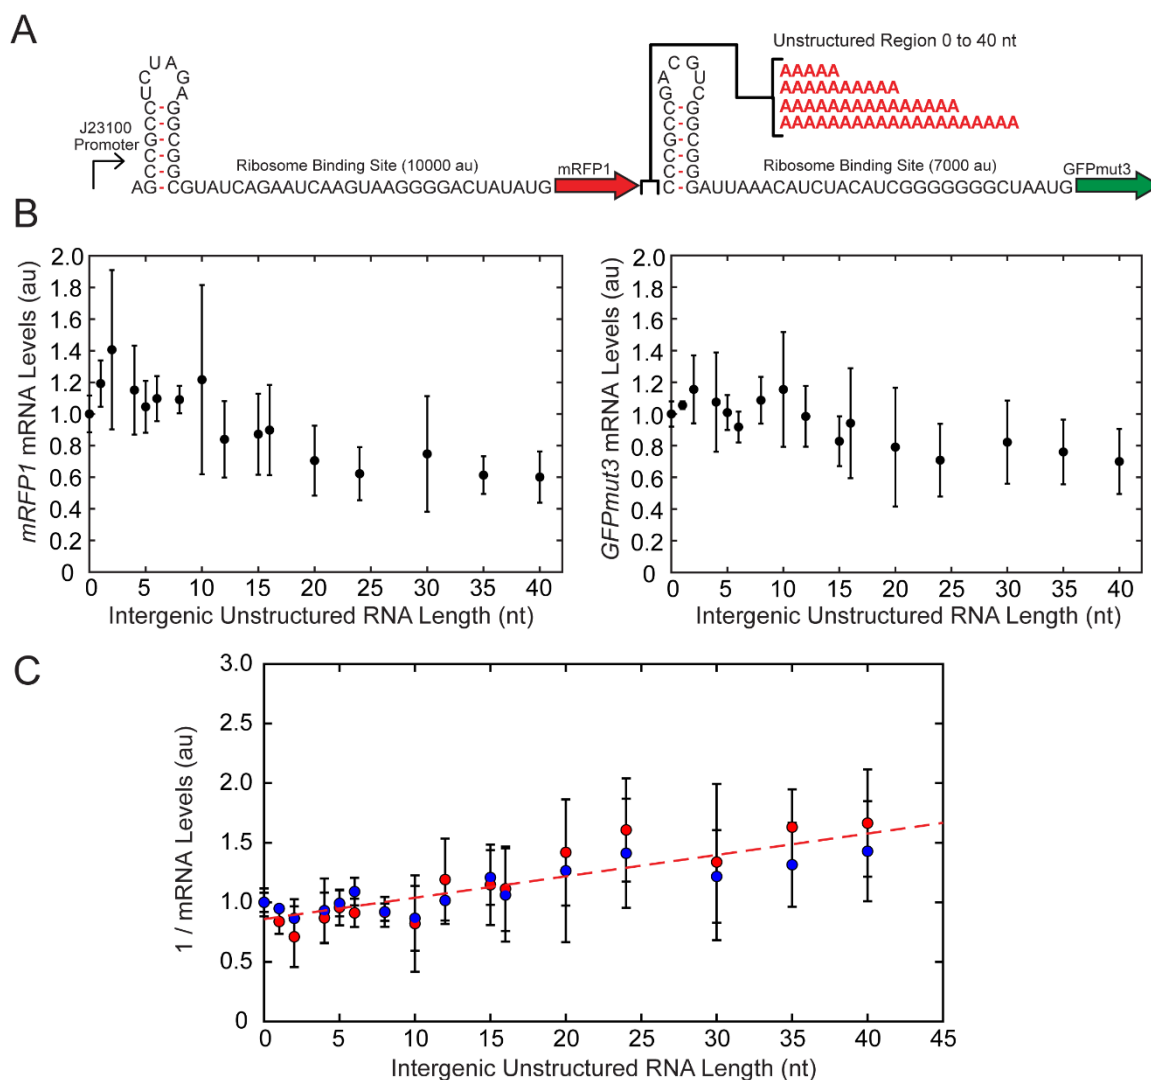 A
Unstructured Region 0 to 40 nt
AAAAA
AAAAAAAAAA
AAAAAAAAAAAAAAA
AAAAAAAAAAAAAAAAAAAA
J23100
Promoter
U A
C G
U A
C G
C G
G C
C G
C G
C G
A U
G C
C G
C G
G C
C G
C G
Ribosome Binding Site (10000 au)
mRFP1
Ribosome Binding Site (7000 au)
GFPmut3
AGCGUAUCAGAAUCAAGUAAGGGGACUAUAUG
CGAUUAAACAUCUACAUCGGGGGGGCUAAUG
B
mRFP1 mRNA Levels (au)
2.0
1.8
1.6
1.4
1.2
1.0
0.8
0.6
0.4
0.2
0
0 5 10 15 20 25 30 35 40
Intergenic Unstructured RNA Length (nt)
GFPmut3 mRNA Levels (au)
2.0
1.8
1.6
1.4
1.2
1.0
0.8
0.6
0.4
0.2
0
0 5 10 15 20 25 30 35 40
Intergenic Unstructured RNA Length (nt)
C
1 / mRNA Levels (au)
3.0
2.5
2.0
1.5
1.0
0.5
0
0 5 10 15 20 25 30 35 40 45
Intergenic Unstructured RNA Length (nt)